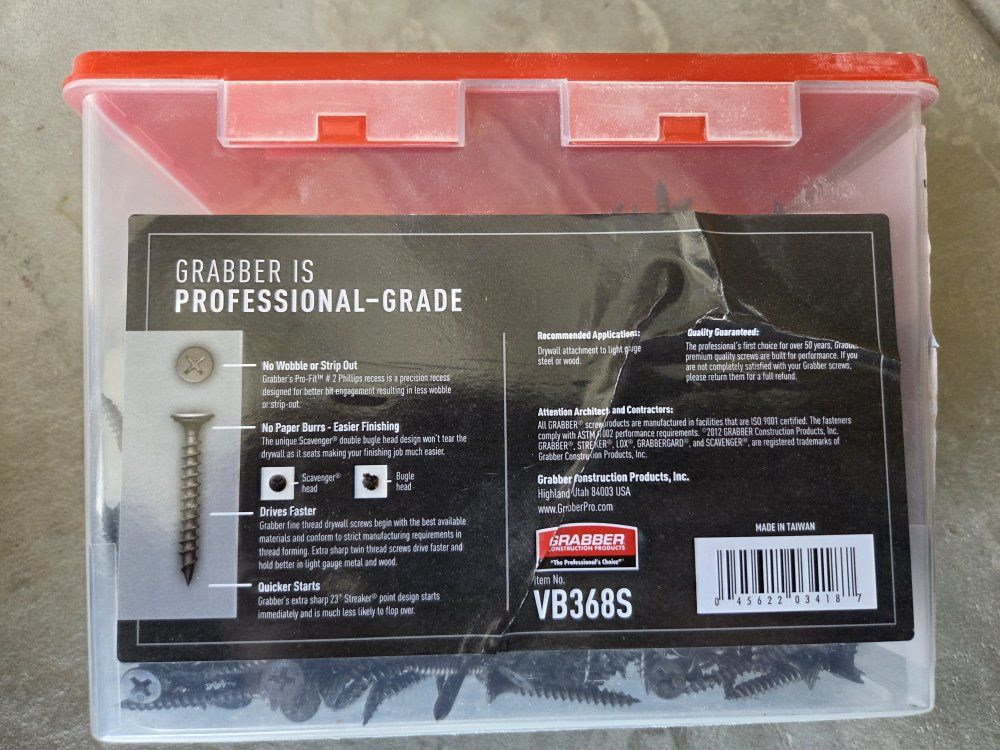 GRABBER IS
PROFESSIONAL-GRADE
No Wobble or Strip Out
Grabber's Pro-Fit™ # 2 Phillips recess is a precision recess
designed for better bit engagement resulting in less wobble
or strip-out.
No Paper Burrs - Easier Finishing
The unique Scavenger® double bugle head design won't tear the
drywall as it seats making your finishing job much easier.
Scavenger®
head
Bugle
head
Drives Faster
Grabber fine thread drywall screws begin with the best available
materials and conform to strict manufacturing requirements in
thread forming. Extra sharp twin thread screws drive faster and
hold better in light gauge metal and wood.
Quicker Starts
Grabber's extra sharp 23° Streaker® point design starts
immediately and is much less likely to flop over.
Recommended Applications:
Drywall attachment to light gauge
steel or wood.
Quality Guaranteed:
The professional's first choice for over 50 years,
premium quality screws are built for performance. If you
are not completely satisfied with your Grabber screws,
please return them for a full refund.
Attention Architect and Contractors:
All GRABBER® screw products are manufactured in facilities that are ISO 9001 certified. The fasteners
comply with ASTM 002 performance requirements. ©2012 GRABBER Construction Products, Inc.
GRABBER®, STREAKER®, LOX®, GRABBERGARD®, and SCAVENGER®, are registered trademarks of
Grabber Construction Products, Inc.
Grabber Construction Products, Inc.
Highland Utah 84003 USA
www.GrabberPro.com
GRABBER
CONSTRUCTION PRODUCTS
"The Professional's Choice"
Item No.
VB368S
MADE IN TAIWAN
0 45622 03418 7